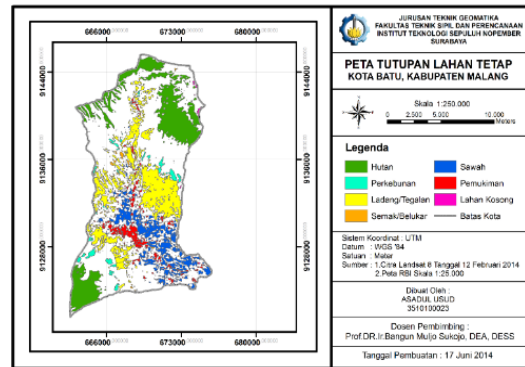 666000 673000 680000
9144000
9136000
9128000
9144000
9136000
9128000
666000 673000 680000
JURUSAN TEKNIK GEOMATIKA
FAKULTAS TEKNIK SIPIL DAN PERENCANAAN
INSTITUT TEKNOLOGI SEPULUH NOPEMBER
SURABAYA
PETA TUTUPAN LAHAN TETAP
KOTA BATU, KABUPATEN MALANG
Skala 1:250.000
0 2.500 5.000 10.000
Meters
Legenda
Hutan Sawah
Perkebunan Pemukiman
Ladang/Tegalan Lahan Kosong
Semak/Belukar Batas Kota
Sistem Koordinat : UTM
Datum : WGS '84
Satuan : Meter
Sumber : 1.Citra Landsat 8 Tanggal 12 Februari 2014
2.Peta RBI Skala 1:25.000
Dibuat Oleh :
ASADUL USUD
3510100023
Dosen Pembimbing :
Prof.DR.Ir.Bangun Muljo Sukojo, DEA, DESS
Tanggal Pembuatan : 17 Juni 2014